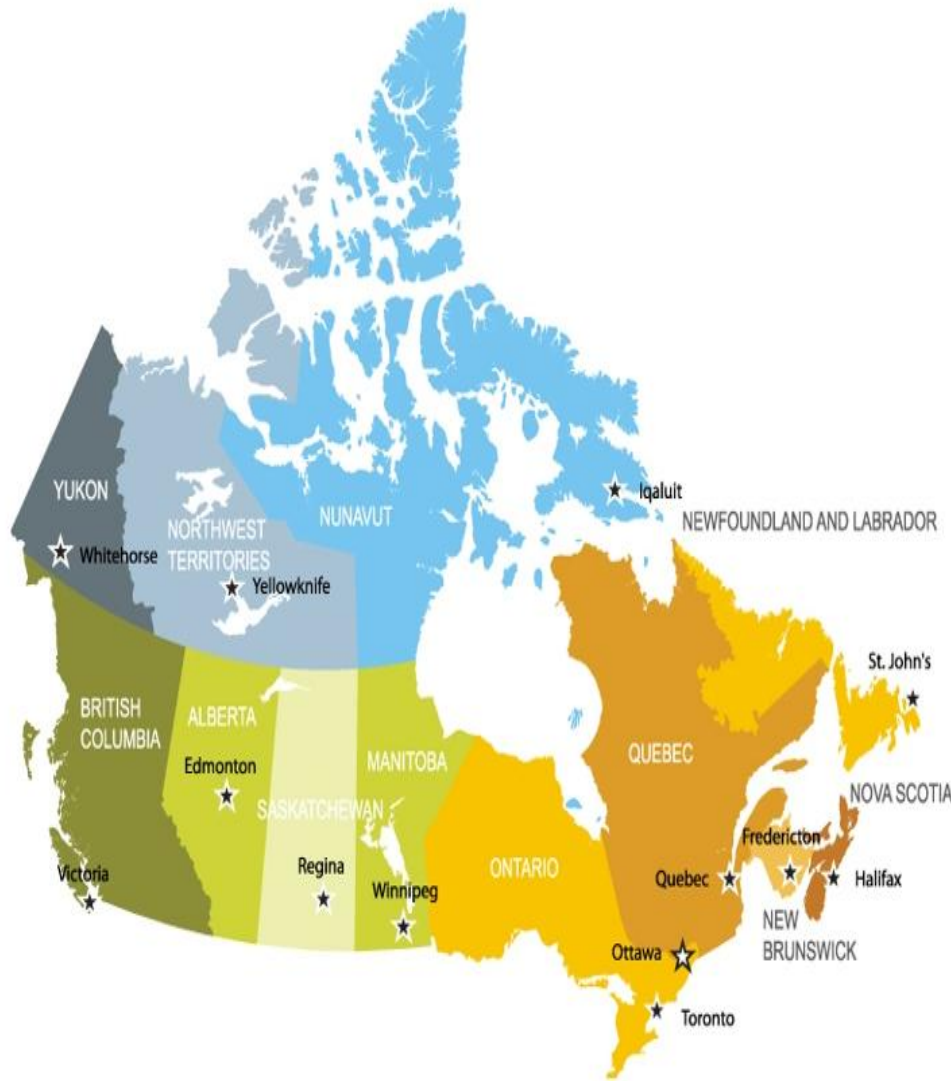 YUKON
Whitehorse
NORTHWEST
TERRITORIES
Yellowknife
NUNAVUT
Iqaluit
NEWFOUNDLAND AND LABRADOR
St. John's
BRITISH
COLUMBIA
Victoria
ALBERTA
Edmonton
SASKATCHEWAN
Regina
MANITOBA
Winnipeg
ONTARIO
Ottawa
Toronto
QUEBEC
Quebec
NOVA SCOTIA
Fredericton
Halifax
NEW
BRUNSWICK